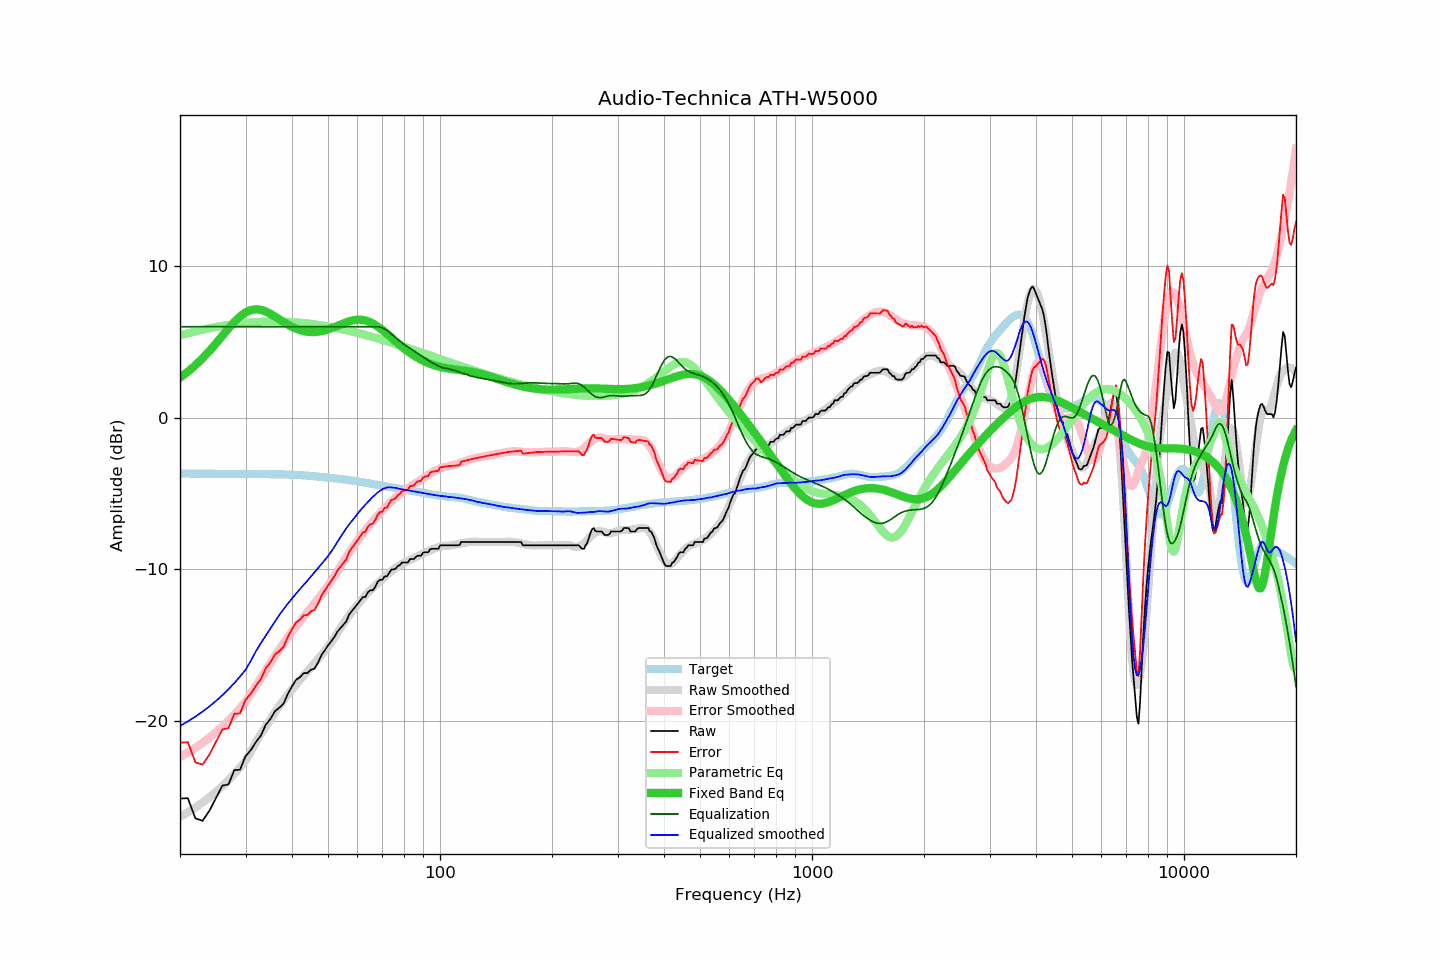 Audio-Technica ATH-W5000
Amplitude (dBr)
10
0
−10
−20
Target
Raw Smoothed
Error Smoothed
Raw
Error
Parametric Eq
Fixed Band Eq
Equalization
Equalized smoothed
100 1000 10000
Frequency (Hz)